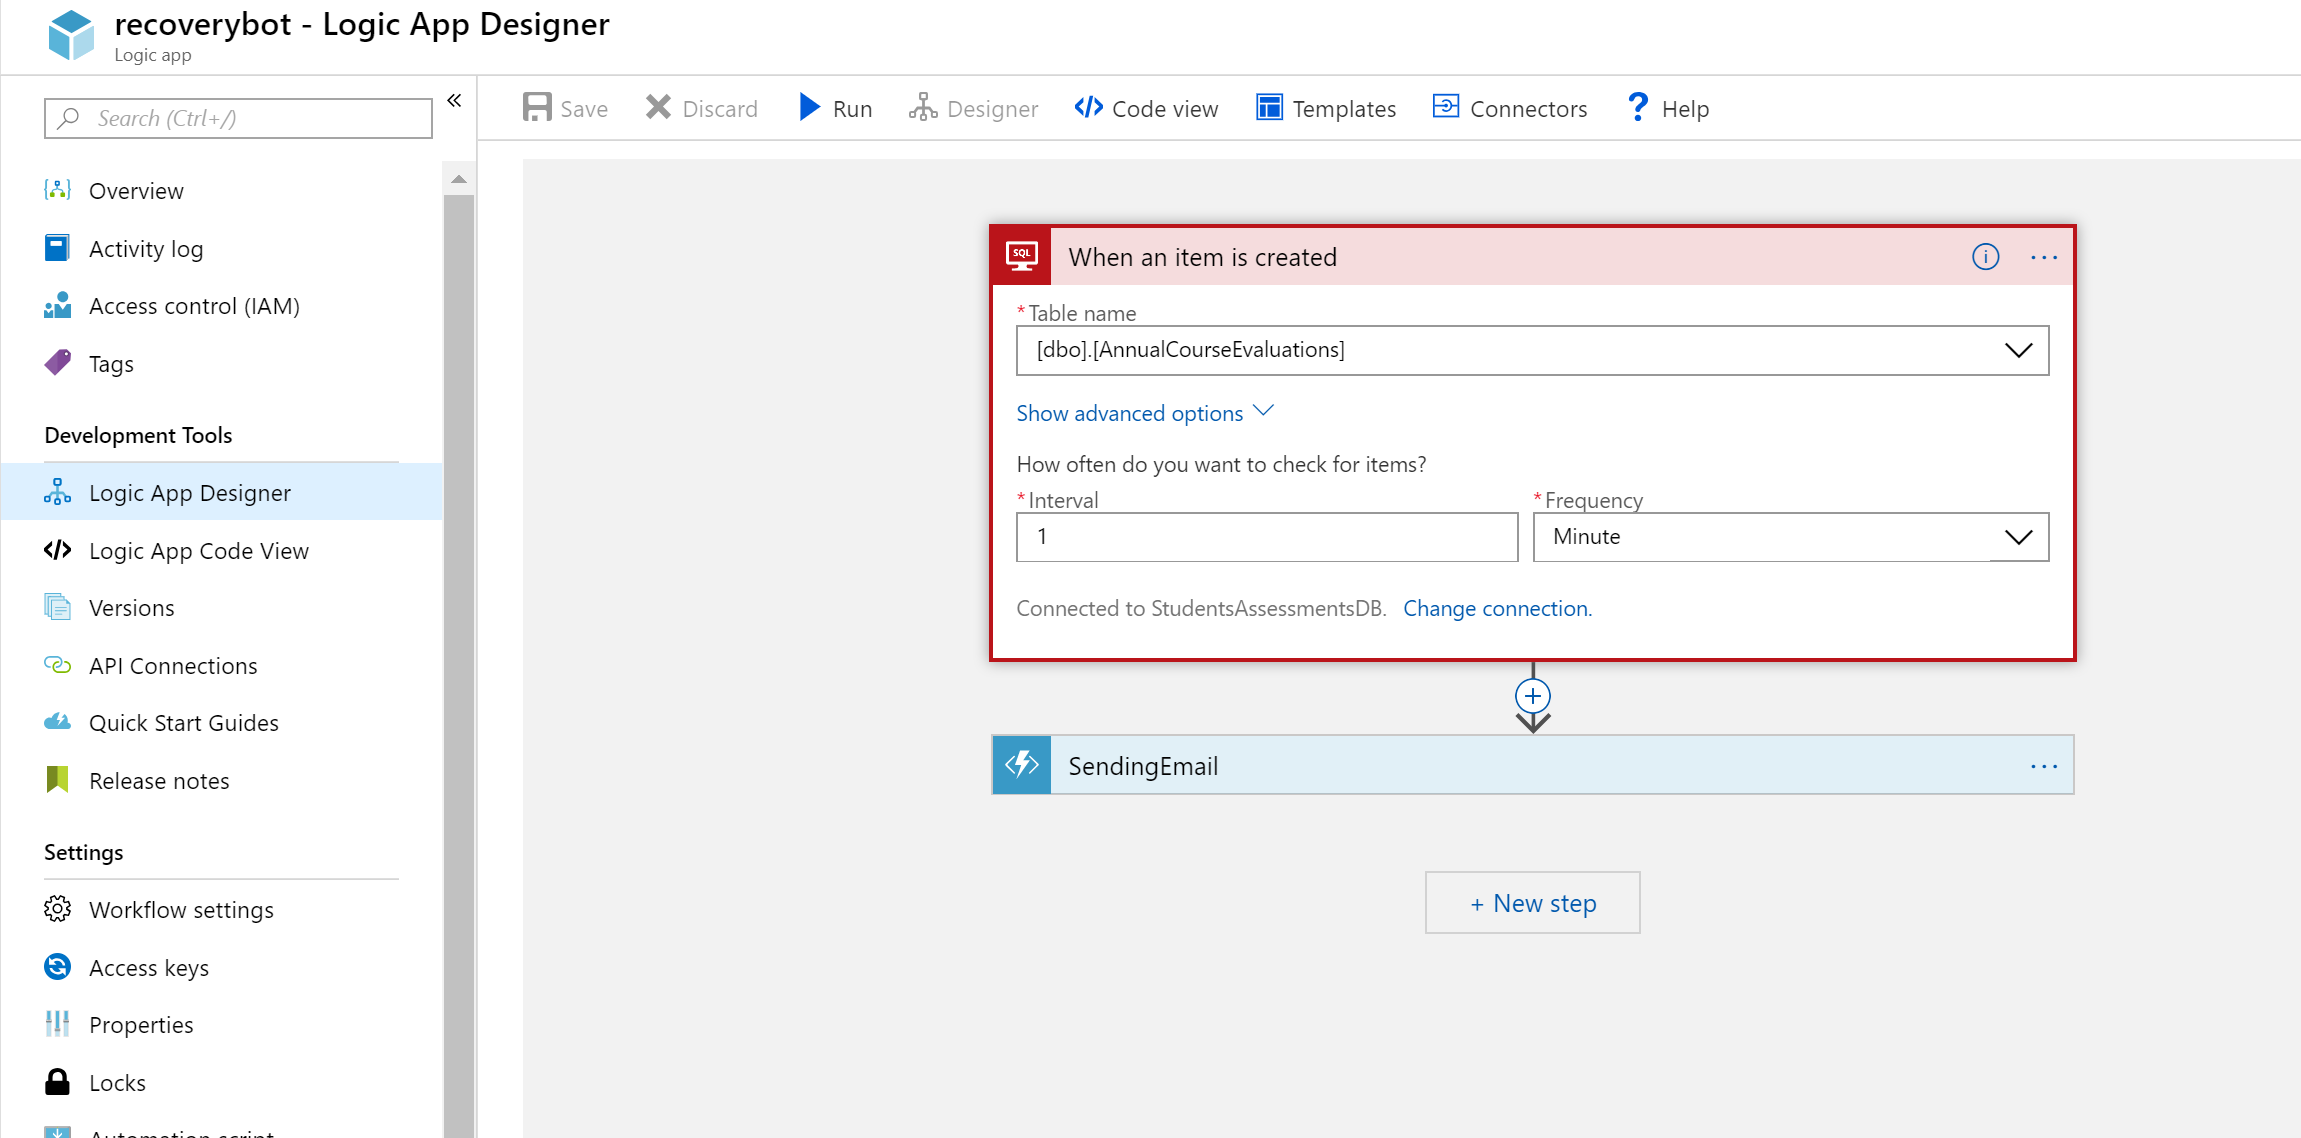 recoverybot - Logic App Designer
Logic app
Search (Ctrl+/)
«
Overview
Activity log
Access control (IAM)
Tags
Development Tools
Logic App Designer
Logic App Code View
Versions
API Connections
Quick Start Guides
Release notes
Settings
Workflow settings
Access keys
Properties
Locks
Automation script
Save Discard Run Designer Code view Templates Connectors Help
SQL When an item is created
* Table name
[dbo].[AnnualCourseEvaluations]
Show advanced options
How often do you want to check for items?
* Interval * Frequency
1 Minute
Connected to StudentsAssessmentsDB. Change connection.
SendingEmail
+ New step